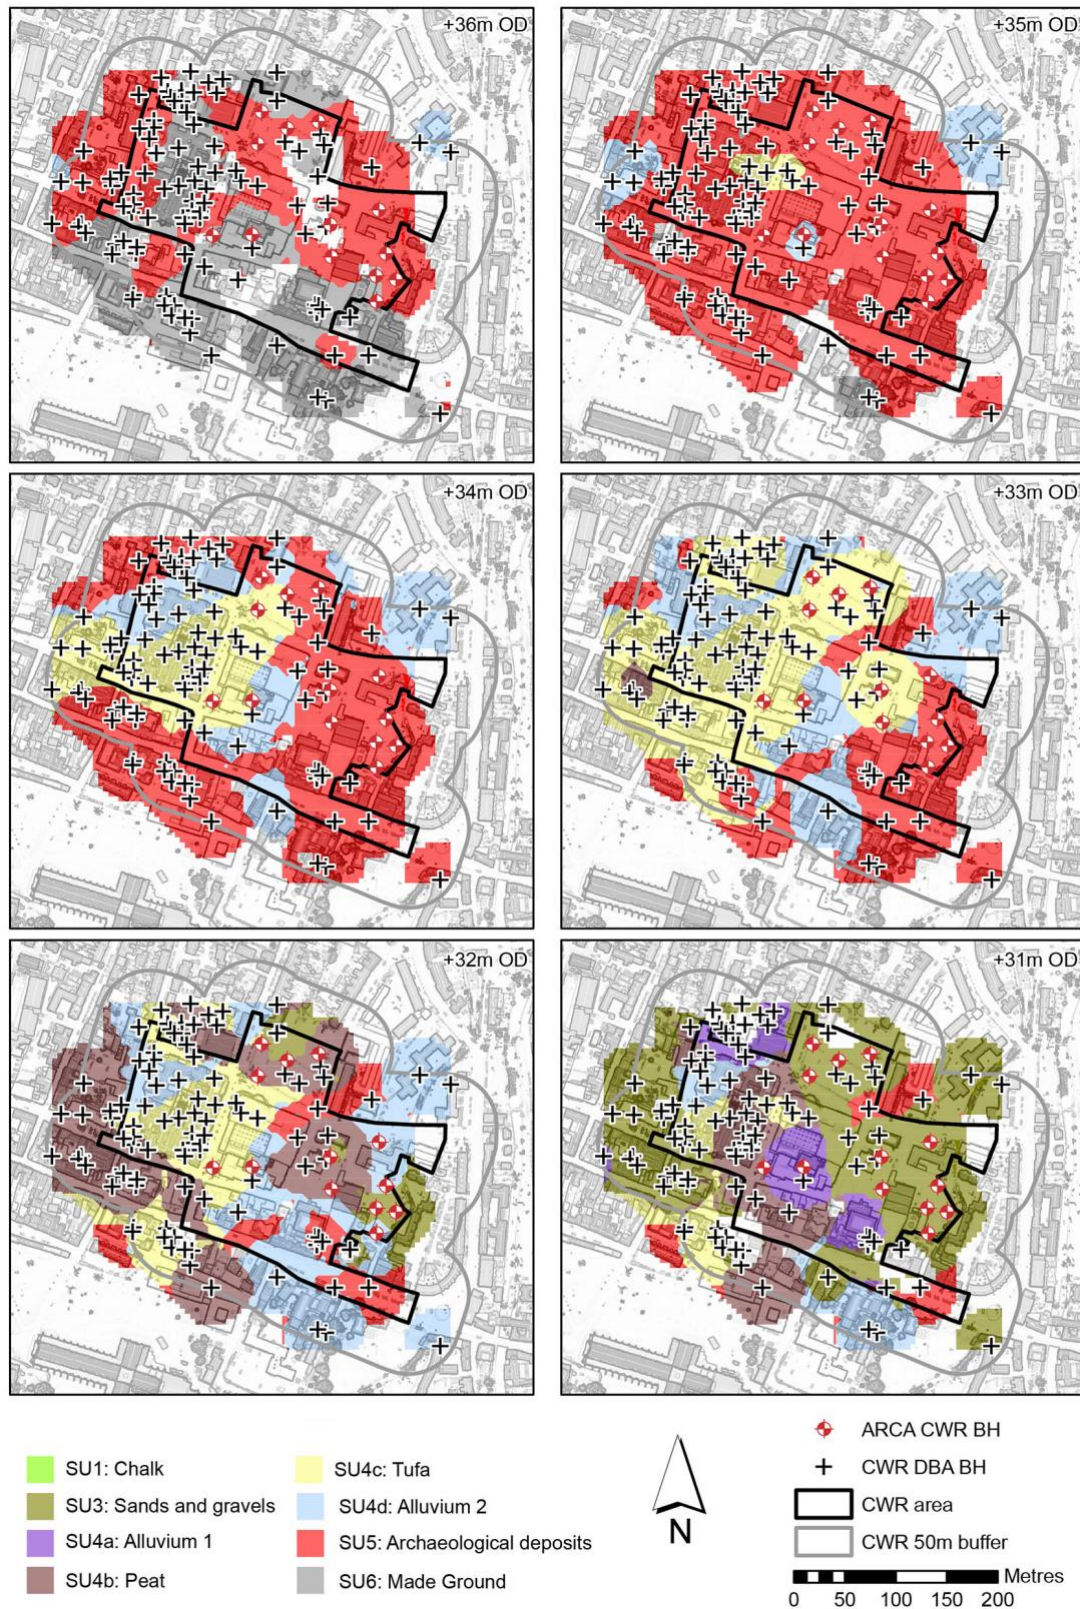 +36m OD
+35m OD
+34m OD
+33m OD
+32m OD
+31m OD
SU1: Chalk
SU3: Sands and gravels
SU4a: Alluvium 1
SU4b: Peat
SU4c: Tufa
SU4d: Alluvium 2
SU5: Archaeological deposits
SU6: Made Ground
N
ARCA CWR BH
CWR DBA BH
CWR area
CWR 50m buffer
Metres
0 50 100 150 200